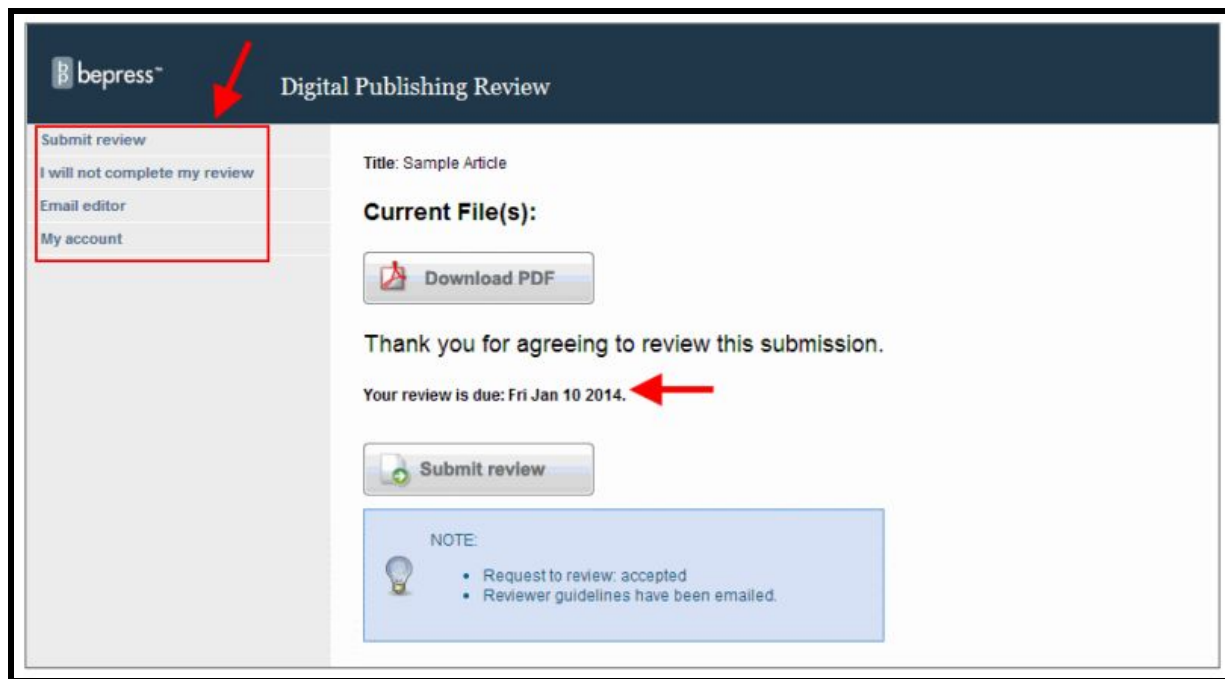 bepress™
Digital Publishing Review
Submit review
I will not complete my review
Email editor
My account
Title: Sample Article
Current File(s):
Download PDF
Thank you for agreeing to review this submission.
Your review is due: Fri Jan 10 2014.
Submit review
NOTE:
• Request to review: accepted
• Reviewer guidelines have been emailed.